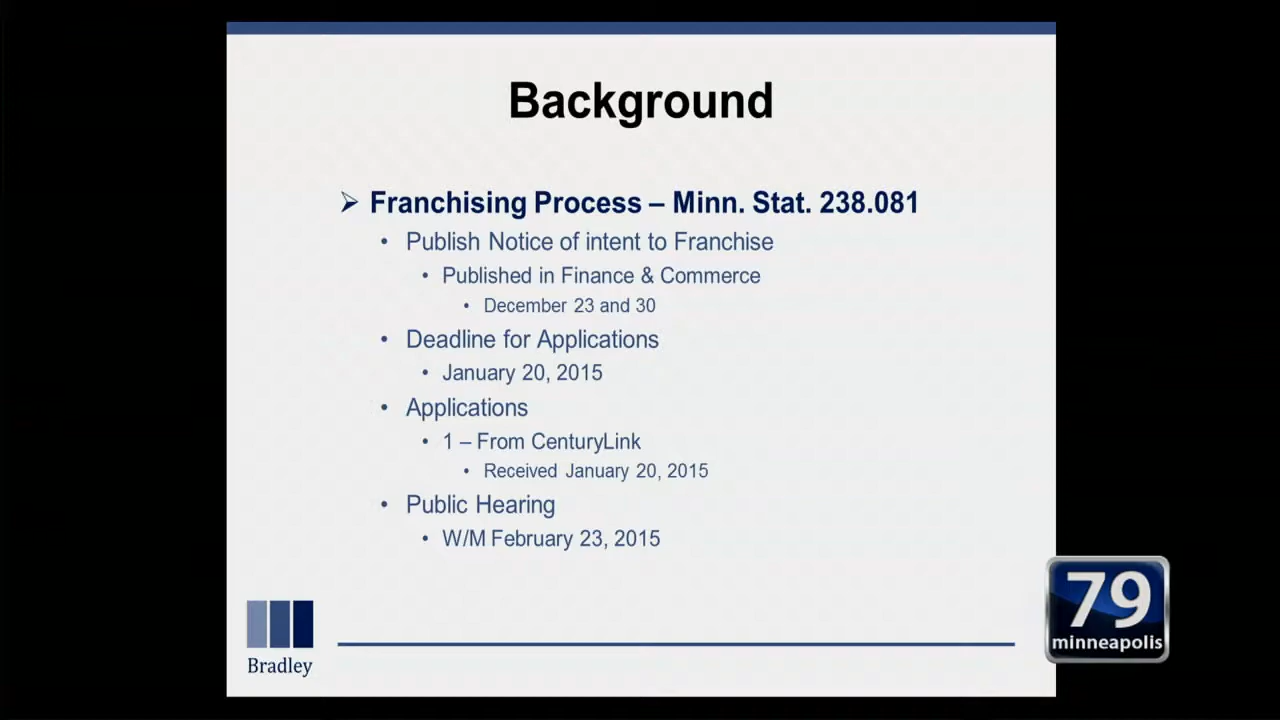 Background
Franchising Process – Minn. Stat. 238.081
Publish Notice of intent to Franchise
Published in Finance & Commerce
December 23 and 30
Deadline for Applications
January 20, 2015
Applications
1 – From CenturyLink
Received January 20, 2015
Public Hearing
W/M February 23, 2015
Bradley
79
minneapolis